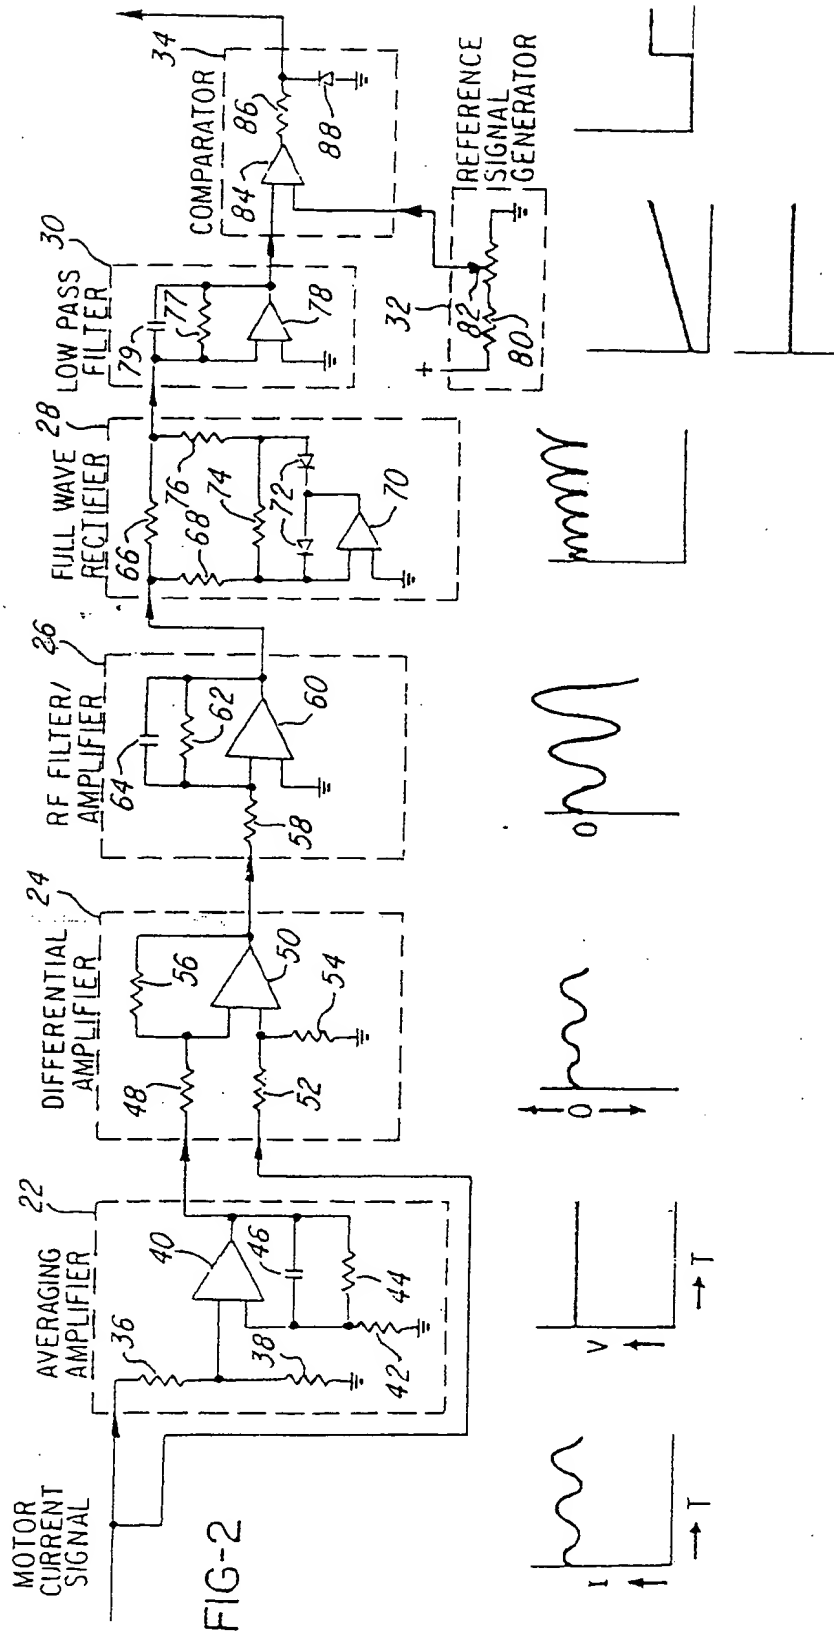 MOTOR
CURRENT
SIGNAL
FIG-2
AVERAGING
AMPLIFIER
22
36
38
40
42
44
46
DIFFERENTIAL
AMPLIFIER
24
48
50
52
54
56
RF FILTER/
AMPLIFIER
26
58
60
62
64
FULL WAVE
RECTIFIER
28
66
68
70
72
74
76
LOW PASS
FILTER
30
77
78
79
COMPARATOR
34
84
86
88
REFERENCE
SIGNAL
GENERATOR
32
+
80
82
I
T
V
T
0
0